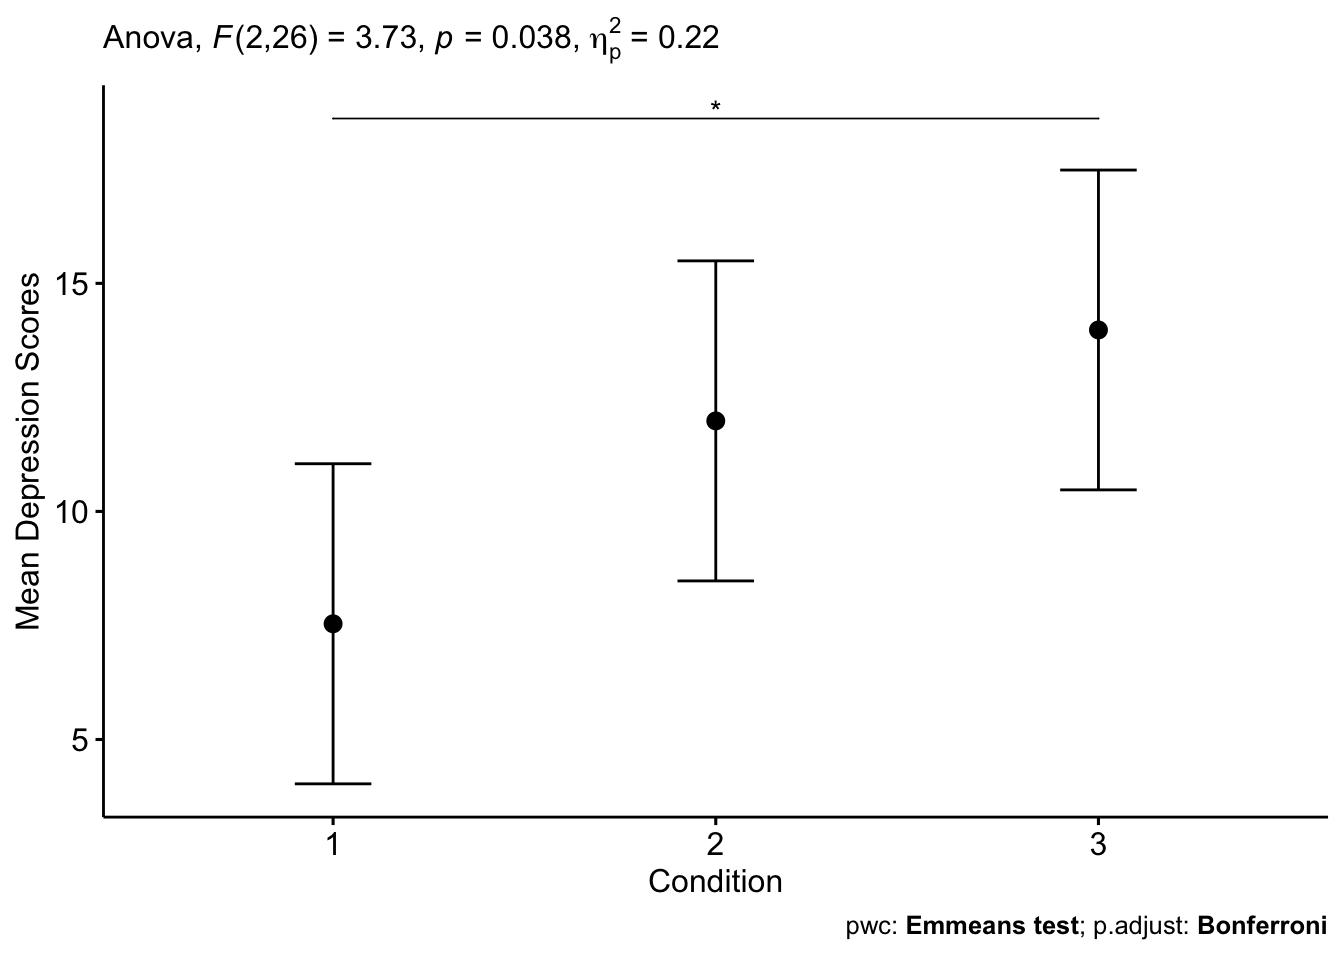 Anova, F(2,26) = 3.73, p = 0.038, η²ₚ = 0.22
*
Mean Depression Scores
15
10
5
1 2 3
Condition
pwc: Emmeans test; p.adjust: Bonferroni